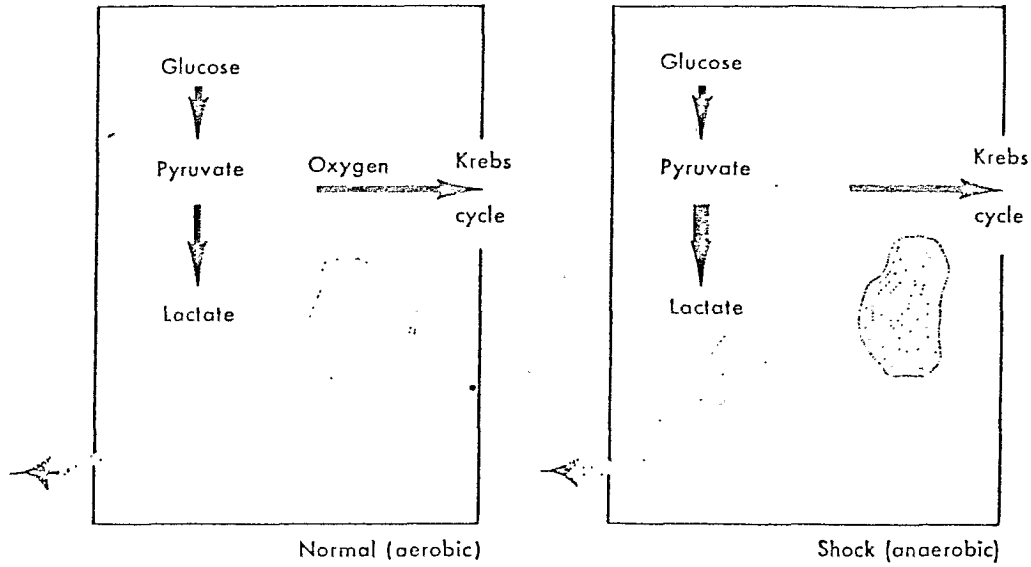 Glucose
Pyruvate
Oxygen
Krebs
cycle
Lactate
Normal (aerobic)
Glucose
Pyruvate
Krebs
cycle
Lactate
Shock (anaerobic)